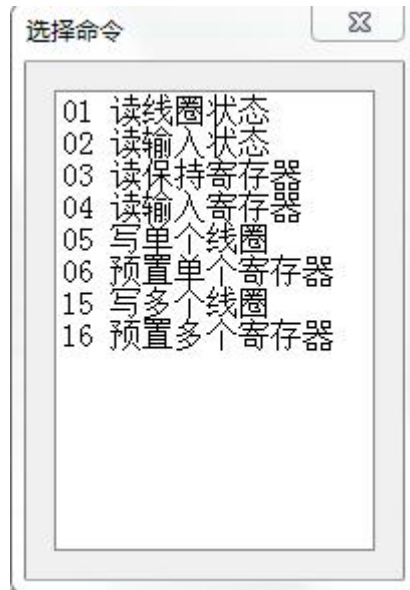 选择命令
01 读线圈状态
02 读输入状态
03 读保持寄存器
04 读输入寄存器
05 写单个线圈
06 预置单个寄存器
15 写多个线圈
16 预置多个寄存器